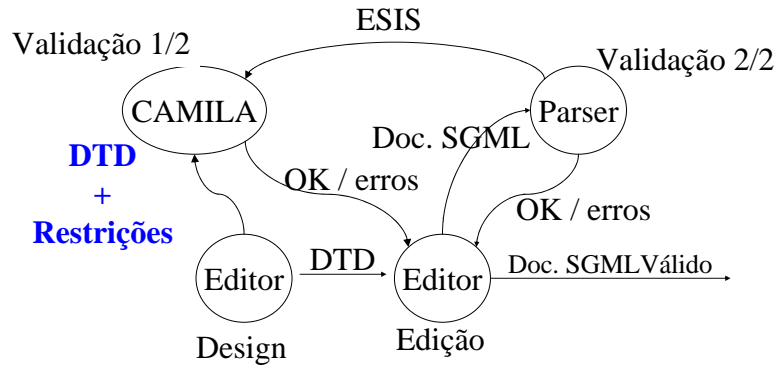 ESIS
Validação 1/2
Validação 2/2
CAMILA
Parser
Doc. SGML
DTD
+
Restrições
OK / erros
OK / erros
Editor
DTD
Editor
Doc. SGMLVálido
Design
Edição